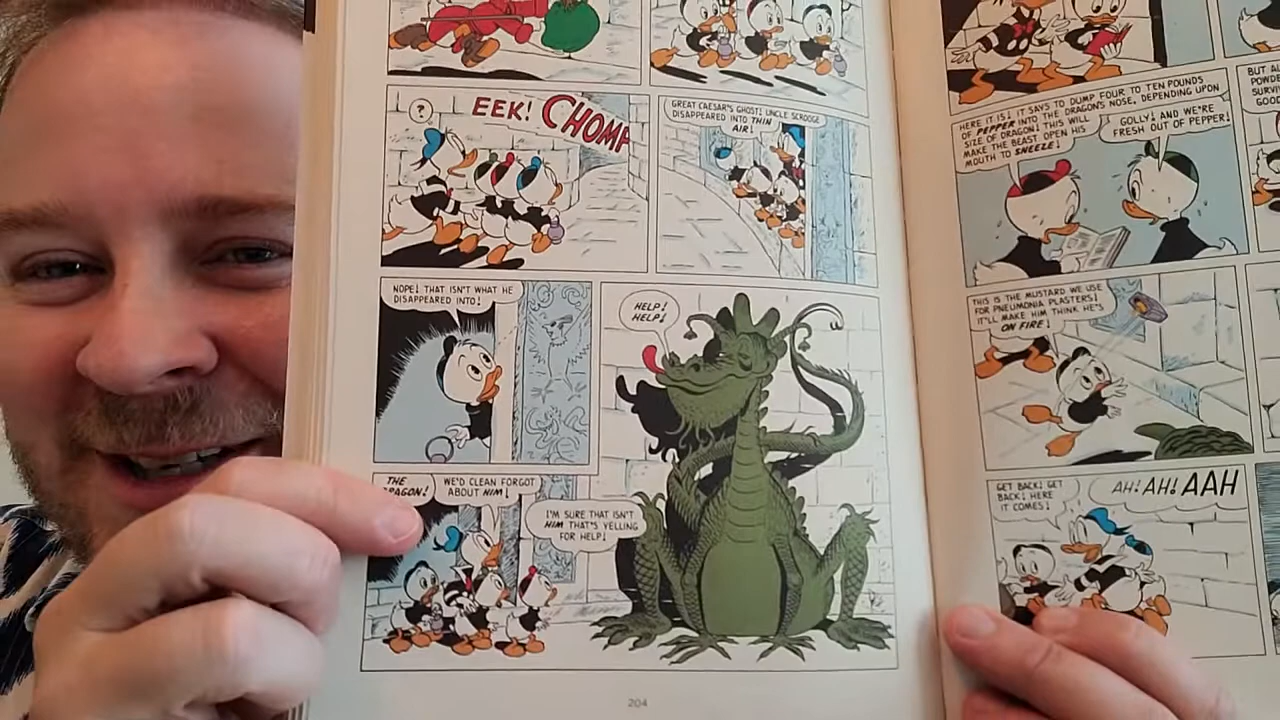 ?
EEK! CHOMP
GREAT CAESAR'S GHOST! UNCLE SCROOGE
DISAPPEARED INTO THIN
AIR!
NOPE! THAT ISN'T WHAT HE
DISAPPEARED INTO!
HELP!
HELP!
THE
WE'D CLEAN FORGOT
ABOUT HIM!
I'M SURE THAT ISN'T
HIM THAT'S YELLING
FOR HELP!
204
HERE IT IS! IT SAYS TO DUMP FOUR TO TEN POUNDS
OF PEPPER INTO THE DRAGON'S NOSE, DEPENDING UPON
SIZE OF DRAGON! THIS WILL
MAKE THE BEAST OPEN HIS
MOUTH TO SNEEZE!
GOLLY! AND WE'RE
FRESH OUT OF PEPPER!
BUT AL
POWDE
SURVI
GOO
THIS IS THE MUSTARD WE USE
FOR PNEUMONIA PLASTERS!
IT'LL MAKE HIM THINK HE'S
ON FIRE!
GET BACK! GET
BACK! HERE
IT COMES!
AH! AH! AAH